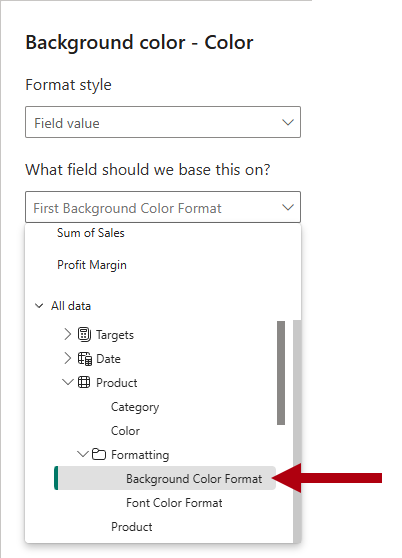 Background color - Color
Format style
Field value
What field should we base this on?
First Background Color Format
Sum of Sales
Profit Margin
All data
Targets
Date
Product
Category
Color
Formatting
Background Color Format
Font Color Format
Product